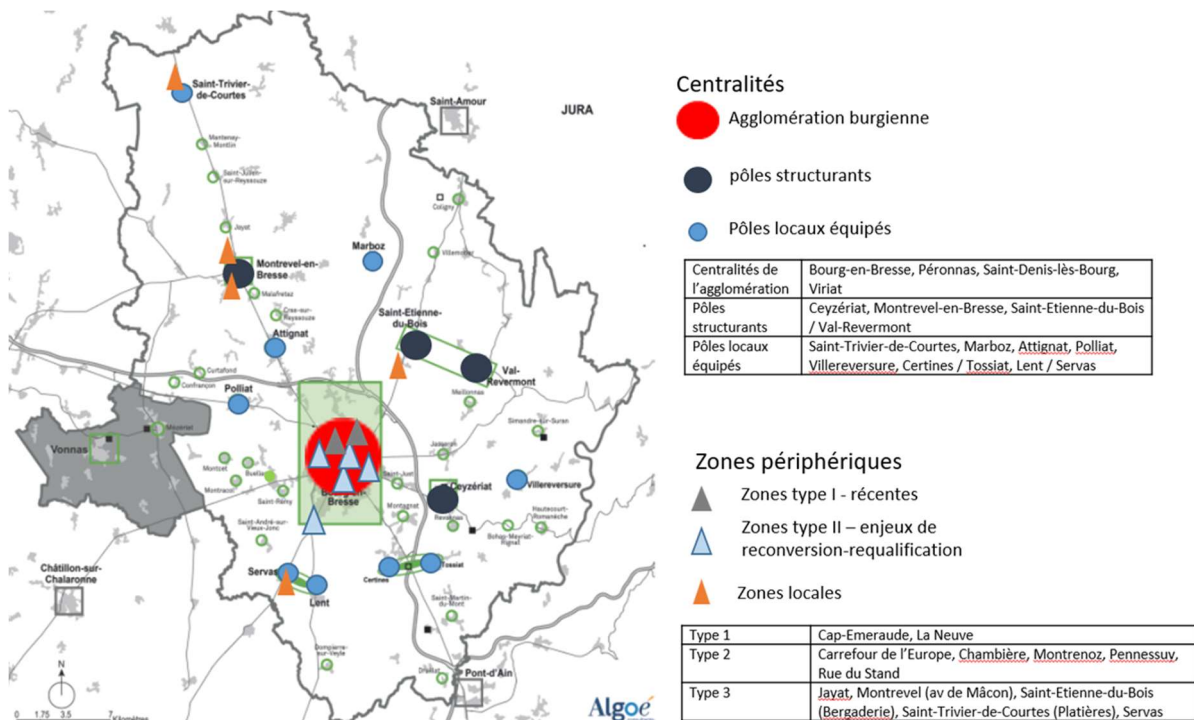 Saint-Trivier-
de-Courtes
Saint-Amour
JURA
Mantenay-
Montlin
Saint-Julien-
sur-Reyssouze
Coligny
Jayat
Marboz
Villemotier
Montrevel-en-
Bresse
Malafretaz
Cras-sur-
Reyssouze
Saint-Etienne-
du-Bois
Attignat
Val-
Revermont
Curtafond
Confrançon
Polliat
Meillonnas
Simandre-sur-Suran
Mézériat
Vonnas
Jasseron
Montcet
Buellas
Montracol
Saint-Rémy
Bourg-en-
Bresse
Saint-Just
Ceyzériat
Villereversure
Montagnat
Revonnas
Hautecourt-
Romanèche
Bohas-Meyriat-
Rignat
Saint-André-sur-
Vieux-Jonc
Châtillon-sur-
Chalaronne
Servas
Lent
Certines
Tossiat
Saint-Martin-
du-Mont
Dompierre-
sur-Veyle
Druillat
Pont-d'Ain
N
0 1.75 3.5 7
Kilomètres
Algoé
Centralités
Agglomération burgienne
pôles structurants
Pôles locaux équipés
Centralités de l'agglomération Bourg-en-Bresse, Péronnas, Saint-Denis-lès-Bourg,
Viriat
Pôles structurants Ceyzériat, Montrevel-en-Bresse, Saint-Etienne-du-Bois
/ Val-Revermont
Pôles locaux équipés Saint-Trivier-de-Courtes, Marboz, Attignat, Polliat,
Villereversure, Certines / Tossiat, Lent / Servas
Zones périphériques
Zones type I - récentes
Zones type II – enjeux de
reconversion-requalification
Zones locales
Type 1 Cap-Emeraude, La Neuve
Type 2 Carrefour de l'Europe, Chambière, Montrenoz, Pennessuy,
Rue du Stand
Type 3 Jayat, Montrevel (av de Mâcon), Saint-Etienne-du-Bois
(Bergaderie), Saint-Trivier-de-Courtes (Platières), Servas